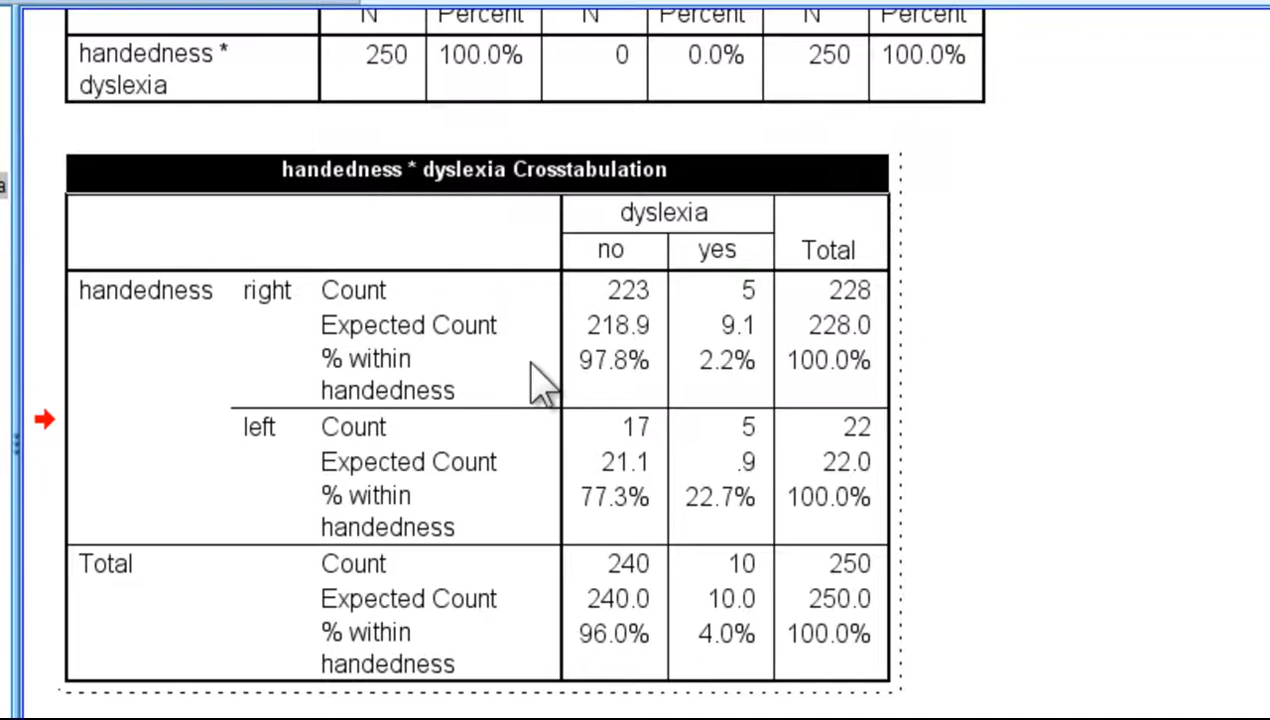 N Percent N Percent N Percent
handedness * 250 100.0% 0 0.0% 250 100.0%
dyslexia
handedness * dyslexia Crosstabulation
dyslexia
no yes Total
handedness right Count 223 5 228
Expected Count 218.9 9.1 228.0
% within 97.8% 2.2% 100.0%
handedness
left Count 17 5 22
Expected Count 21.1 .9 22.0
% within 77.3% 22.7% 100.0%
handedness
Total Count 240 10 250
Expected Count 240.0 10.0 250.0
% within 96.0% 4.0% 100.0%
handedness